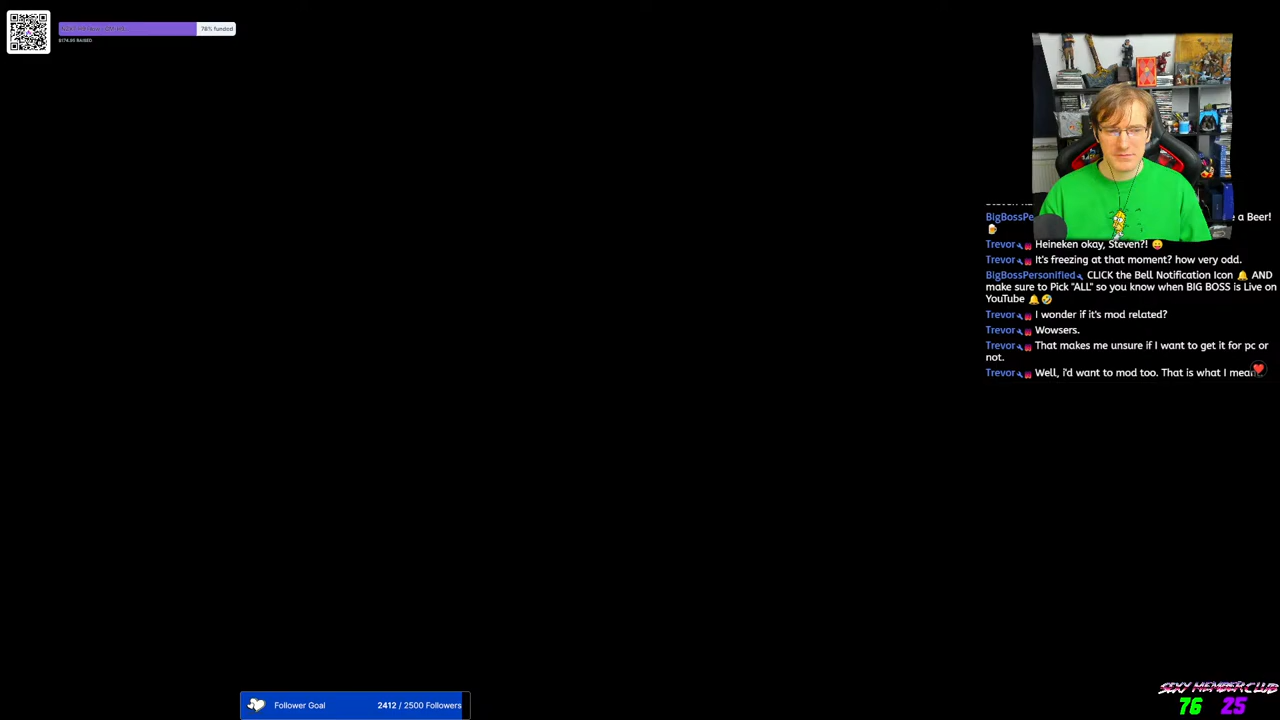 76% funded
$174.95 RAISED
BigBossPe e a Beer!
🍺
Trevor Heineken okay, Steven?! 😛
Trevor It's freezing at that moment? how very odd.
BigBossPersonified CLICK the Bell Notification Icon 🔔 AND
make sure to Pick "ALL" so you know when BIG BOSS is Live on
YouTube 🔔🤣
Trevor I wonder if it's mod related?
Trevor Wowsers.
Trevor That makes me unsure if I want to get it for pc or
not.
Trevor Well, i'd want to mod too. That is what I mean
SEXY MEMBER CLUB
76 25
Follower Goal 2412 / 2500 Followers